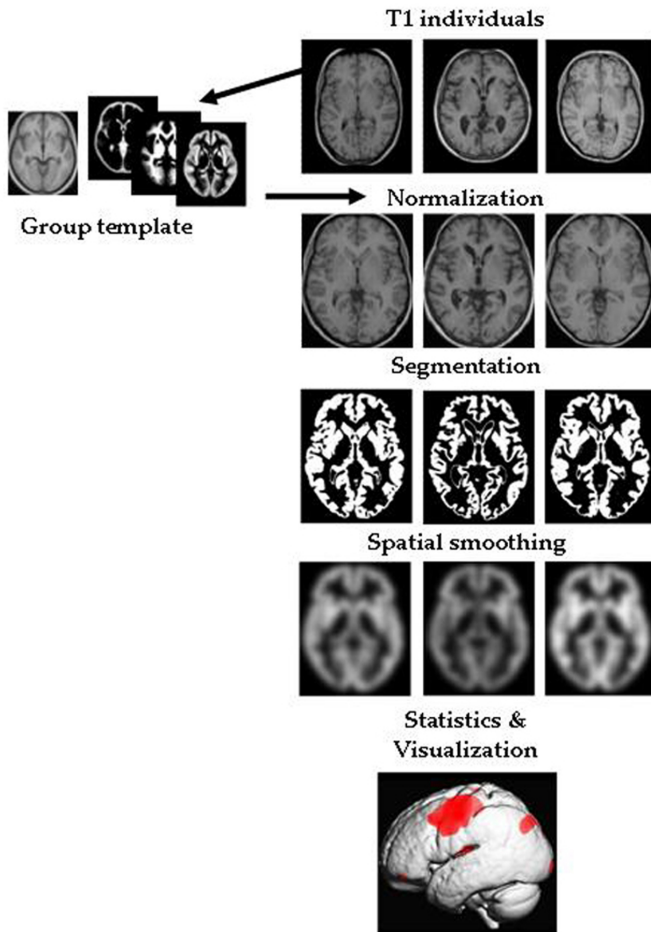 T1 individuals
Group template
Normalization
Segmentation
Spatial smoothing
Statistics &
Visualization